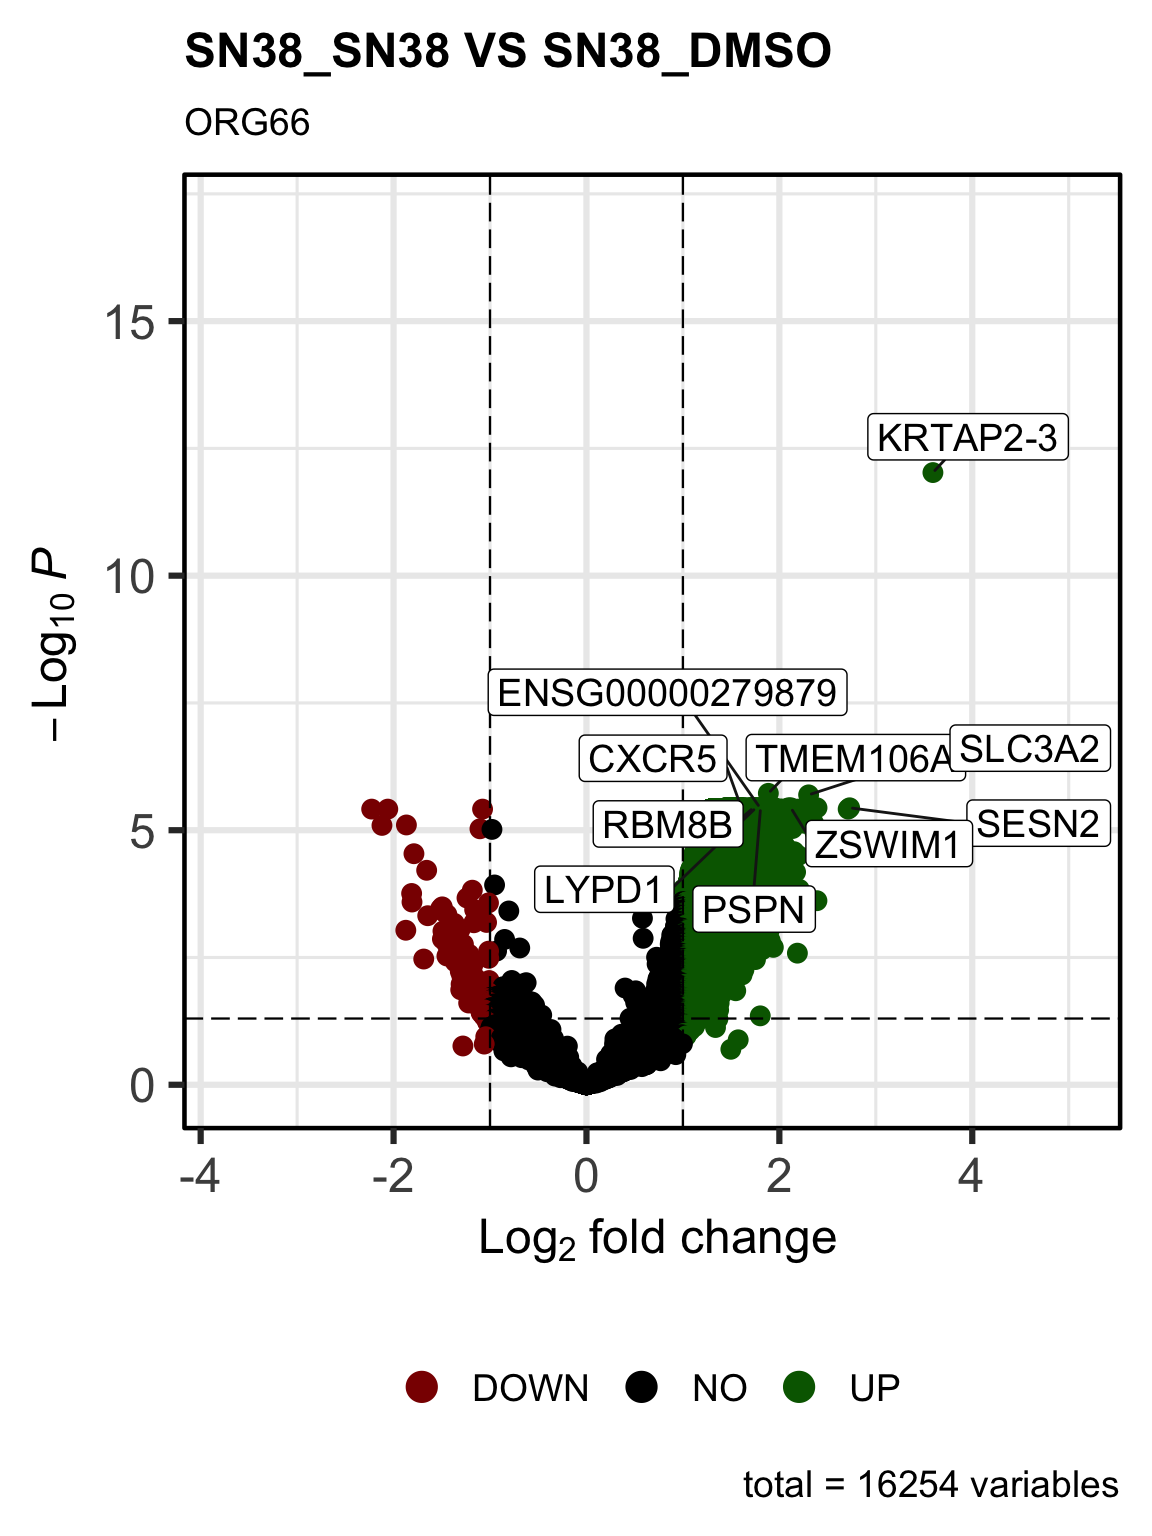 SN38_SN38 VS SN38_DMSO
ORG66
15
10
5
0
−Log10 P
KRTAP2-3
ENSG00000279879
CXCR5
TMEM106A
SLC3A2
RBM8B
ZSWIM1
SESN2
LYPD1
PSPN
-4
-2
0
2
4
Log2 fold change
DOWN
NO
UP
total = 16254 variables